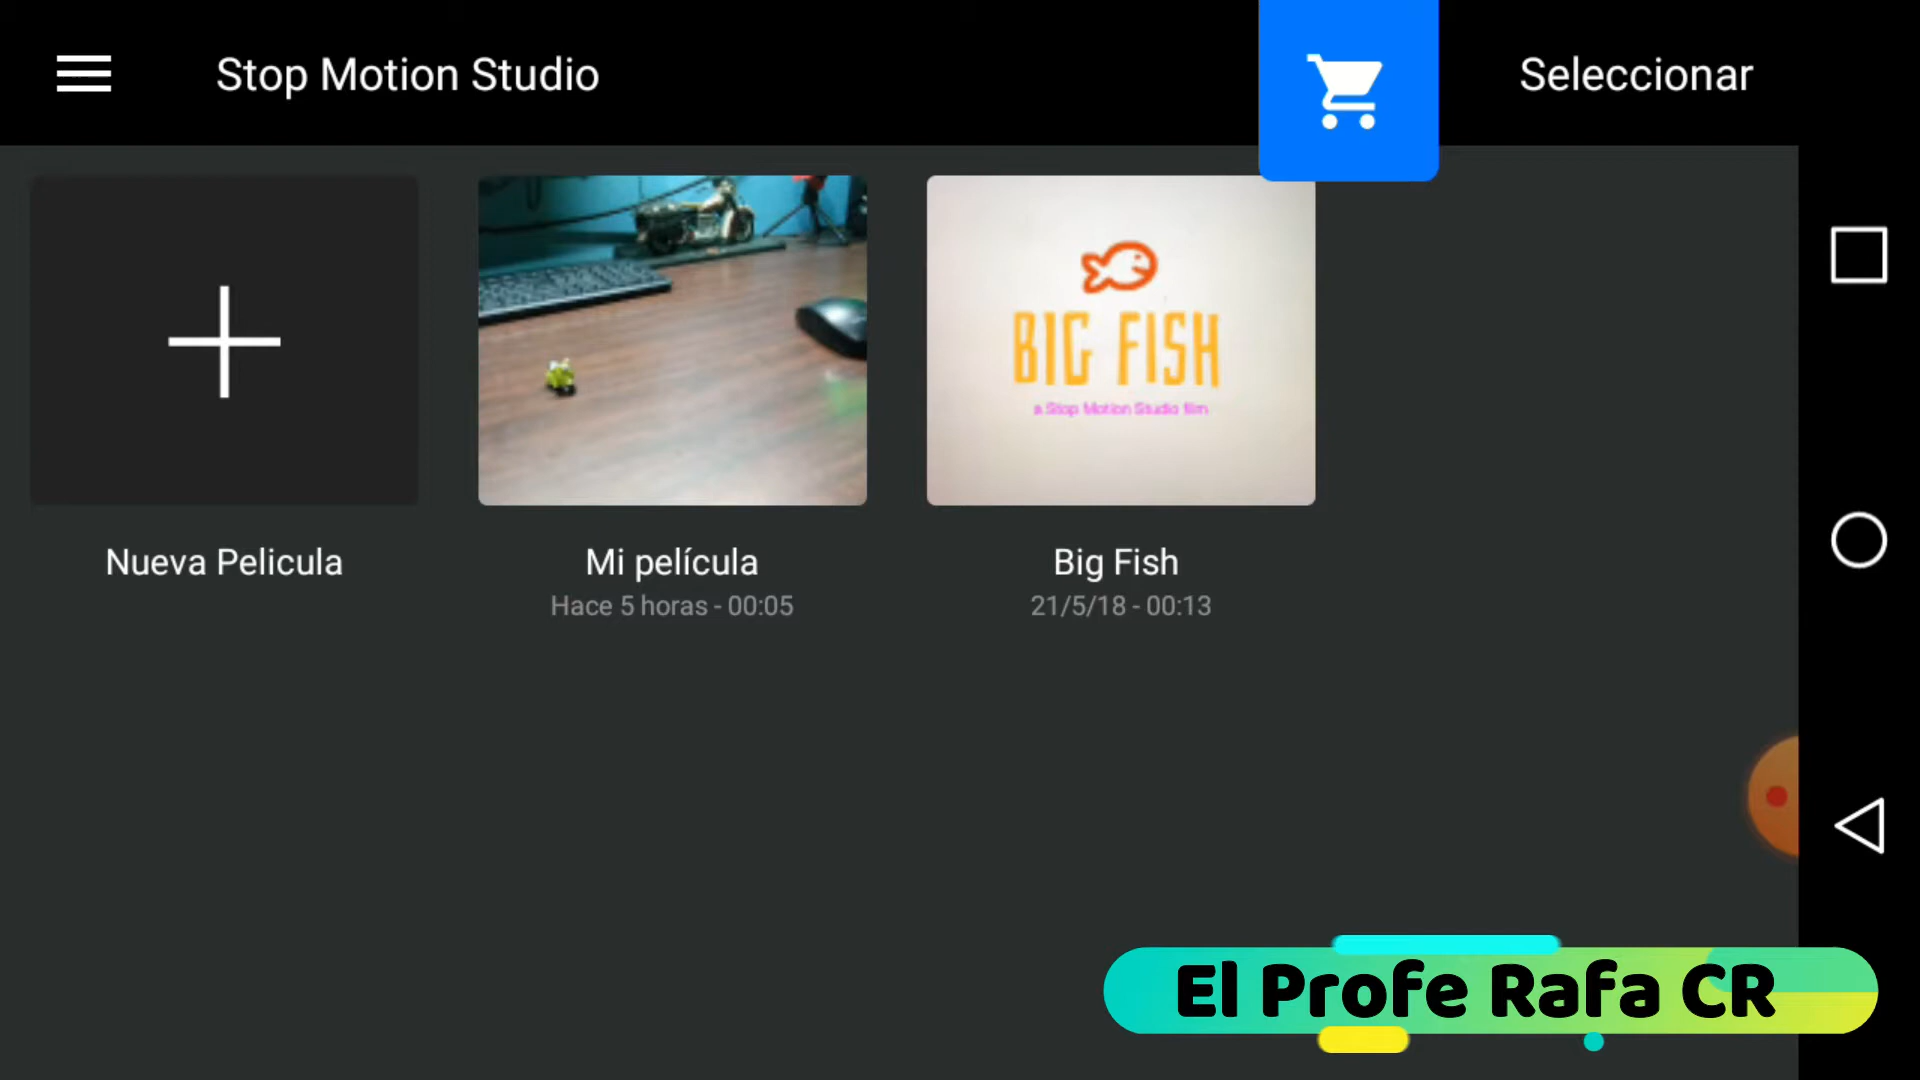 Stop Motion Studio
Seleccionar
BIG FISH
a Stop Motion Studio film
Nueva Pelicula
Mi película
Big Fish
Hace 5 horas - 00:05
21/5/18 - 00:13
El Profe Rafa CR